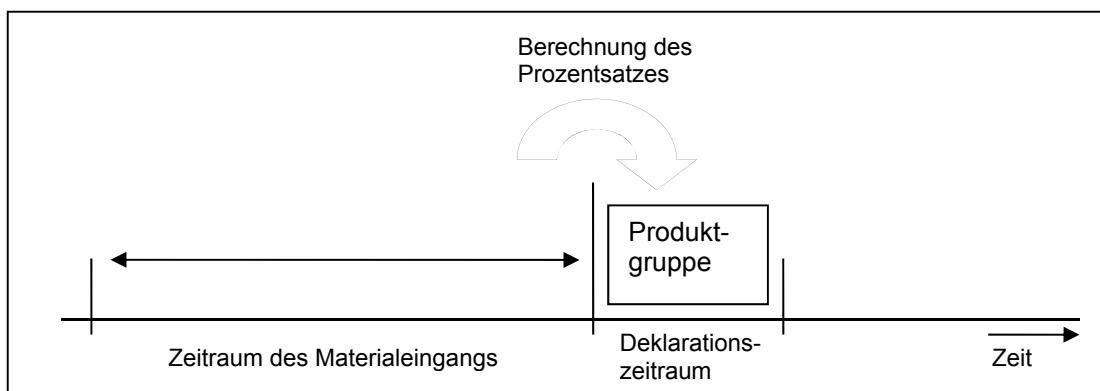 Berechnung des
Prozentsatzes
Produkt-
gruppe
Zeitraum des Materialeingangs
Deklarations-
zeitraum
Zeit